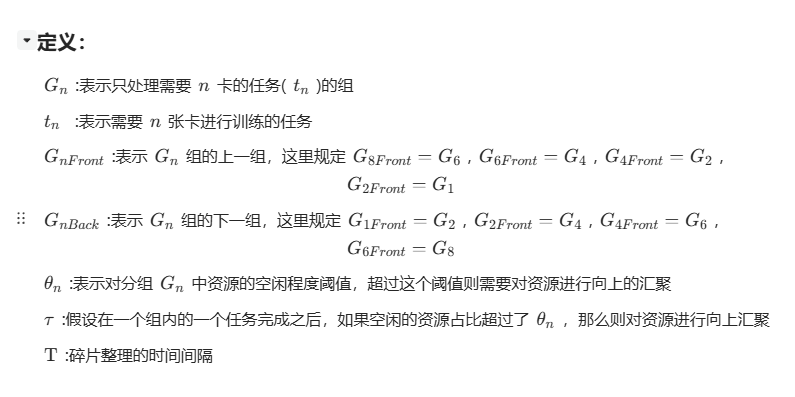 定义：
G_n :表示只处理需要 n 卡的任务( t_n )的组
t_n :表示需要 n 张卡进行训练的任务
G_{nFront} :表示 G_n 组的上一组，这里规定 G_{8Front} = G_6 , G_{6Front} = G_4 , G_{4Front} = G_2 ,
G_{2Front} = G_1
G_{nBack} :表示 G_n 组的下一组，这里规定 G_{1Front} = G_2 , G_{2Front} = G_4 , G_{4Front} = G_6 ,
G_{6Front} = G_8
θ_n :表示对分组 G_n 中资源的空闲程度阈值，超过这个阈值则需要对资源进行向上的汇聚
τ :假设在一个组内的一个任务完成之后，如果空闲的资源占比超过了 θ_n ，那么则对资源进行向上汇聚
T :碎片整理的时间间隔